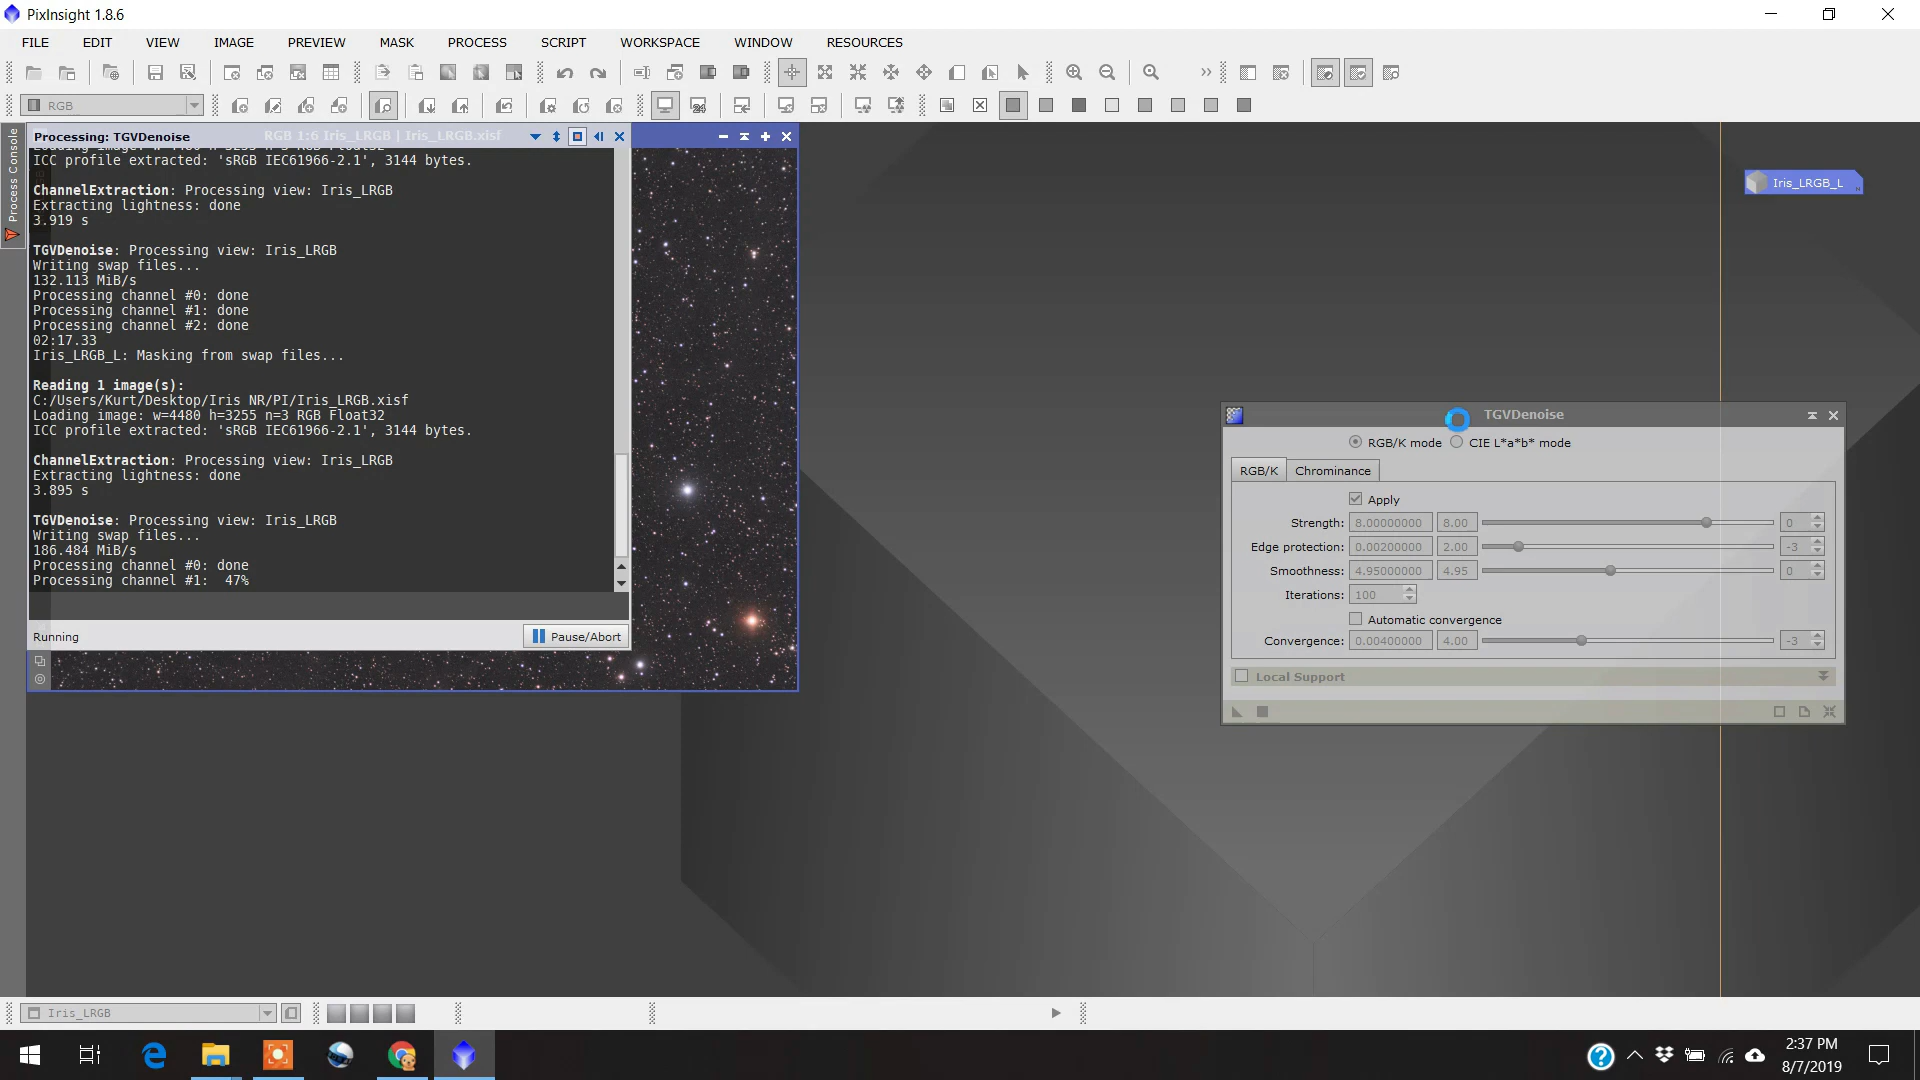 PixInsight 1.8.6
FILE EDIT VIEW IMAGE PREVIEW MASK PROCESS SCRIPT WORKSPACE WINDOW RESOURCES
RGB
Process Console
Processing: TGVDenoise
RGB 1:6 Iris_LRGB | Iris_LRGB.xisf
ICC profile extracted: 'sRGB IEC61966-2.1', 3144 bytes.
ChannelExtraction: Processing view: Iris_LRGB
Extracting lightness: done
3.919 s
TGVDenoise: Processing view: Iris_LRGB
Writing swap files...
132.113 MiB/s
Processing channel #0: done
Processing channel #1: done
Processing channel #2: done
02:17.33
Iris_LRGB_L: Masking from swap files...
Reading 1 image(s):
C:/Users/Kurt/Desktop/Iris NR/PI/Iris_LRGB.xisf
Loading image: w=4480 h=3255 n=3 RGB Float32
ICC profile extracted: 'sRGB IEC61966-2.1', 3144 bytes.
ChannelExtraction: Processing view: Iris_LRGB
Extracting lightness: done
3.895 s
TGVDenoise: Processing view: Iris_LRGB
Writing swap files...
186.484 MiB/s
Processing channel #0: done
Processing channel #1: 47%
Running
Pause/Abort
Iris_LRGB_L
TGVDenoise
RGB/K mode CIE L*a*b* mode
RGB/K Chrominance
Apply
Strength: 8.00000000 8.00 0
Edge protection: 0.00200000 2.00 -3
Smoothness: 4.95000000 4.95 0
Iterations: 100
Automatic convergence
Convergence: 0.00400000 4.00 -3
Local Support
Iris_LRGB
2:37 PM
8/7/2019